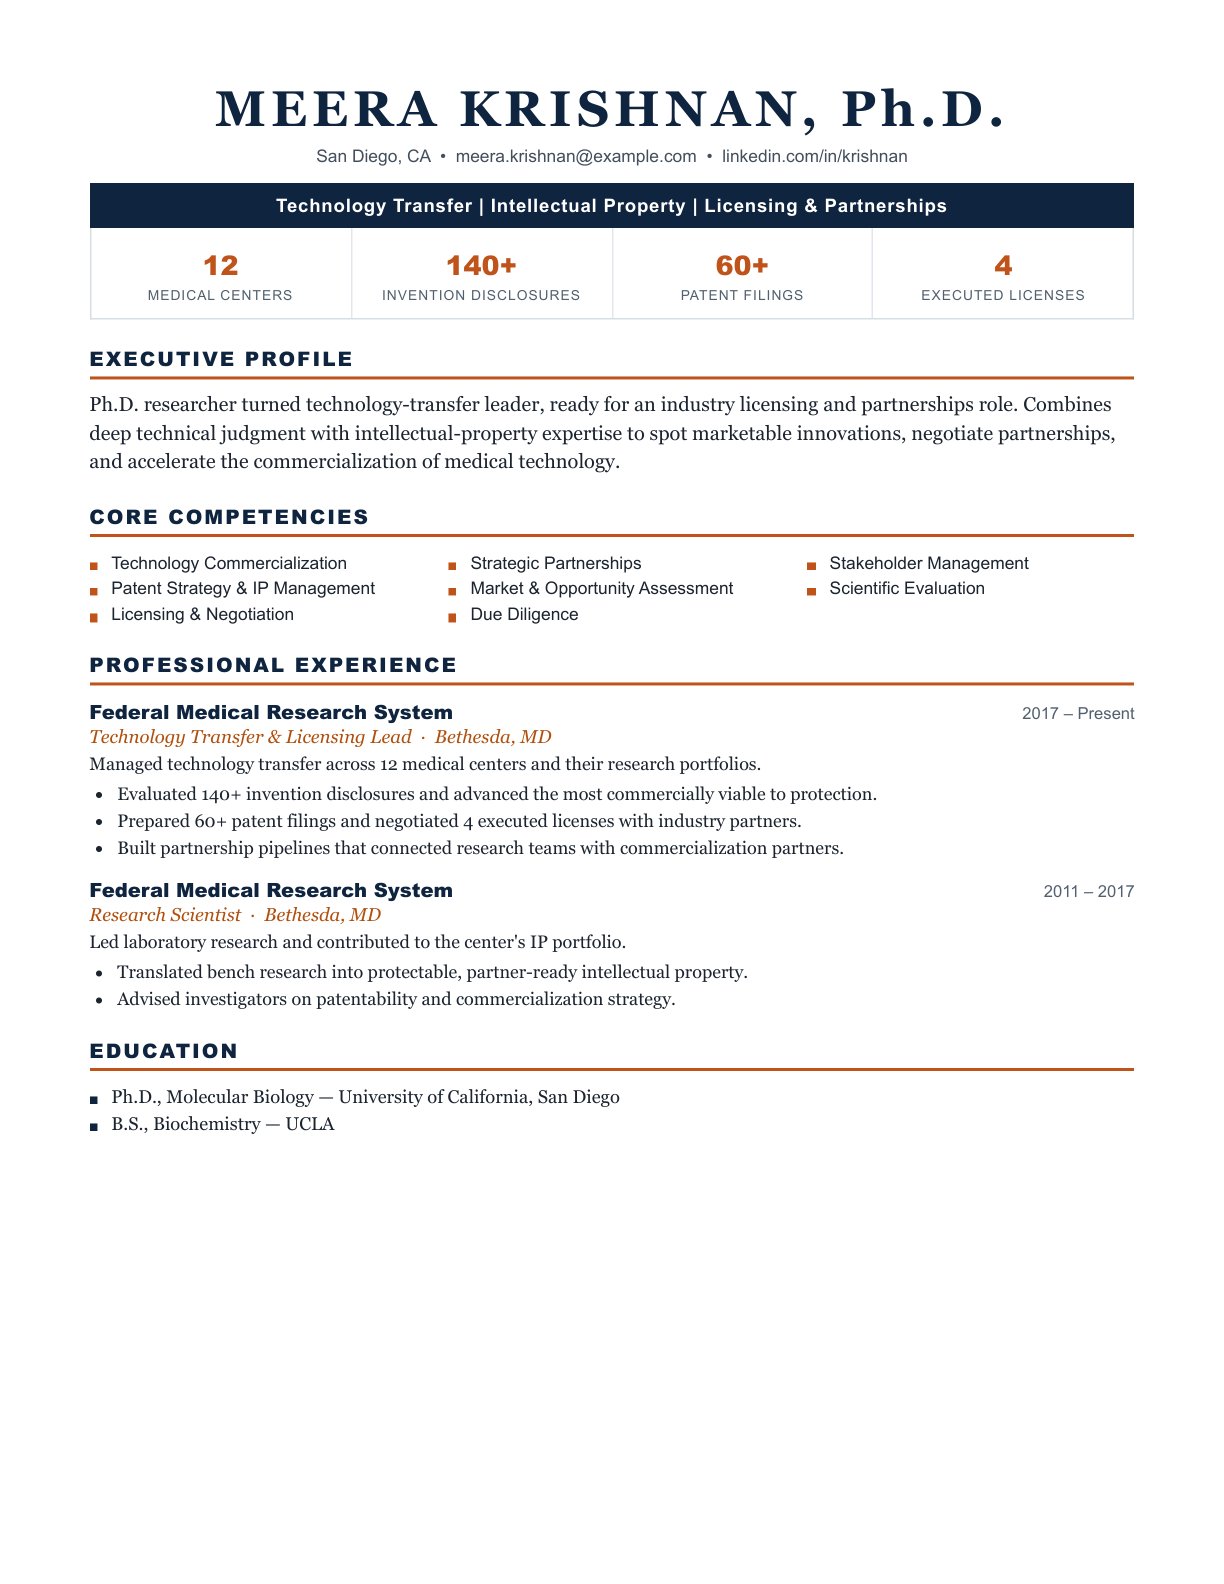 MEERA KRISHNAN, Ph.D.
San Diego, CA • meera.krishnan@example.com • linkedin.com/in/krishnan
Technology Transfer | Intellectual Property | Licensing & Partnerships
12
MEDICAL CENTERS
140+
INVENTION DISCLOSURES
60+
PATENT FILINGS
4
EXECUTED LICENSES
EXECUTIVE PROFILE
Ph.D. researcher turned technology-transfer leader, ready for an industry licensing and partnerships role. Combines
deep technical judgment with intellectual-property expertise to spot marketable innovations, negotiate partnerships,
and accelerate the commercialization of medical technology.
CORE COMPETENCIES
■ Technology Commercialization
■ Patent Strategy & IP Management
■ Licensing & Negotiation
■ Strategic Partnerships
■ Market & Opportunity Assessment
■ Due Diligence
■ Stakeholder Management
■ Scientific Evaluation
PROFESSIONAL EXPERIENCE
Federal Medical Research System 2017 – Present
Technology Transfer & Licensing Lead · Bethesda, MD
Managed technology transfer across 12 medical centers and their research portfolios.
• Evaluated 140+ invention disclosures and advanced the most commercially viable to protection.
• Prepared 60+ patent filings and negotiated 4 executed licenses with industry partners.
• Built partnership pipelines that connected research teams with commercialization partners.
Federal Medical Research System 2011 – 2017
Research Scientist · Bethesda, MD
Led laboratory research and contributed to the center's IP portfolio.
• Translated bench research into protectable, partner-ready intellectual property.
• Advised investigators on patentability and commercialization strategy.
EDUCATION
■ Ph.D., Molecular Biology — University of California, San Diego
■ B.S., Biochemistry — UCLA